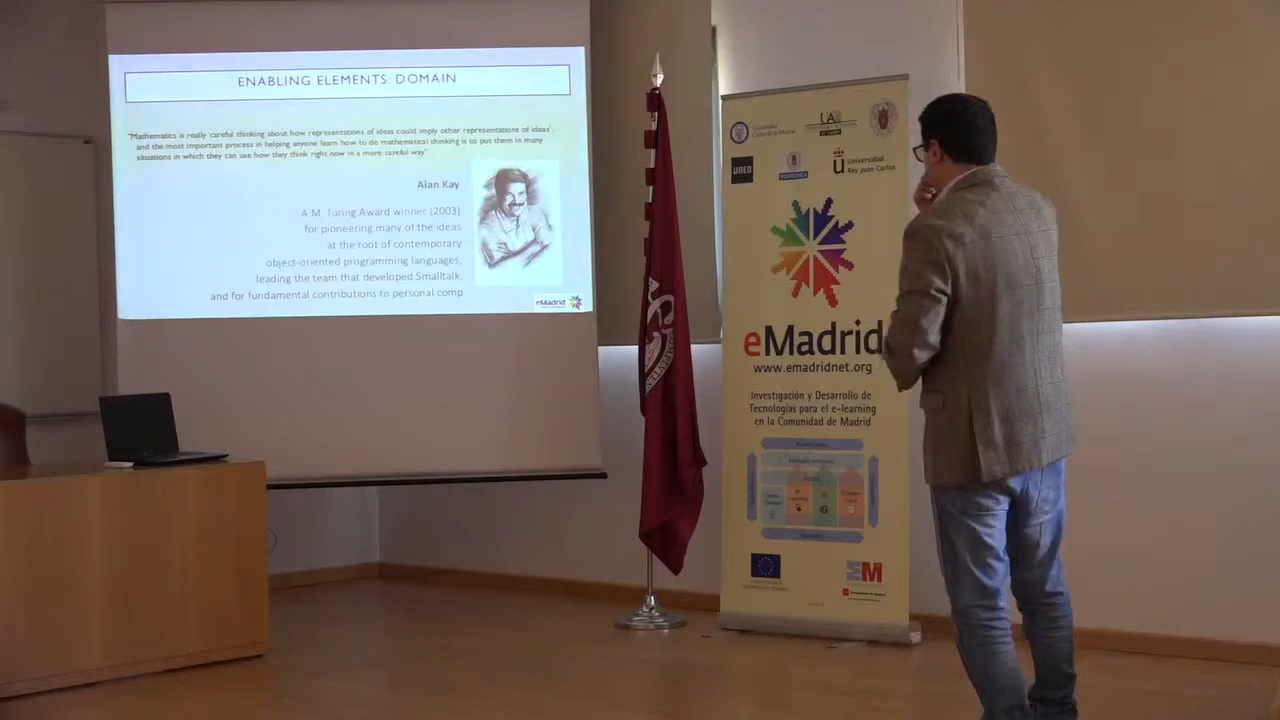 ENABLING ELEMENTS: DOMAIN
"Mathematics is really 'careful thinking about how representations of ideas could imply other representations of ideas'
and the most important process in helping anyone learn how to do mathematical thinking is to put them in many
situations in which they can use how they think right now in a more careful way"
Alan Kay
A.M. Turing Award winner (2003)
for pioneering many of the ideas
at the root of contemporary
object-oriented programming languages,
leading the team that developed Smalltalk,
and for fundamental contributions to personal comp
eMadrid
UNED
POLITÉCNICA
Universidad
Rey Juan Carlos
eMadrid
www.emadridnet.org
Investigación y Desarrollo de
Tecnologías para el e-learning
en la Comunidad de Madrid